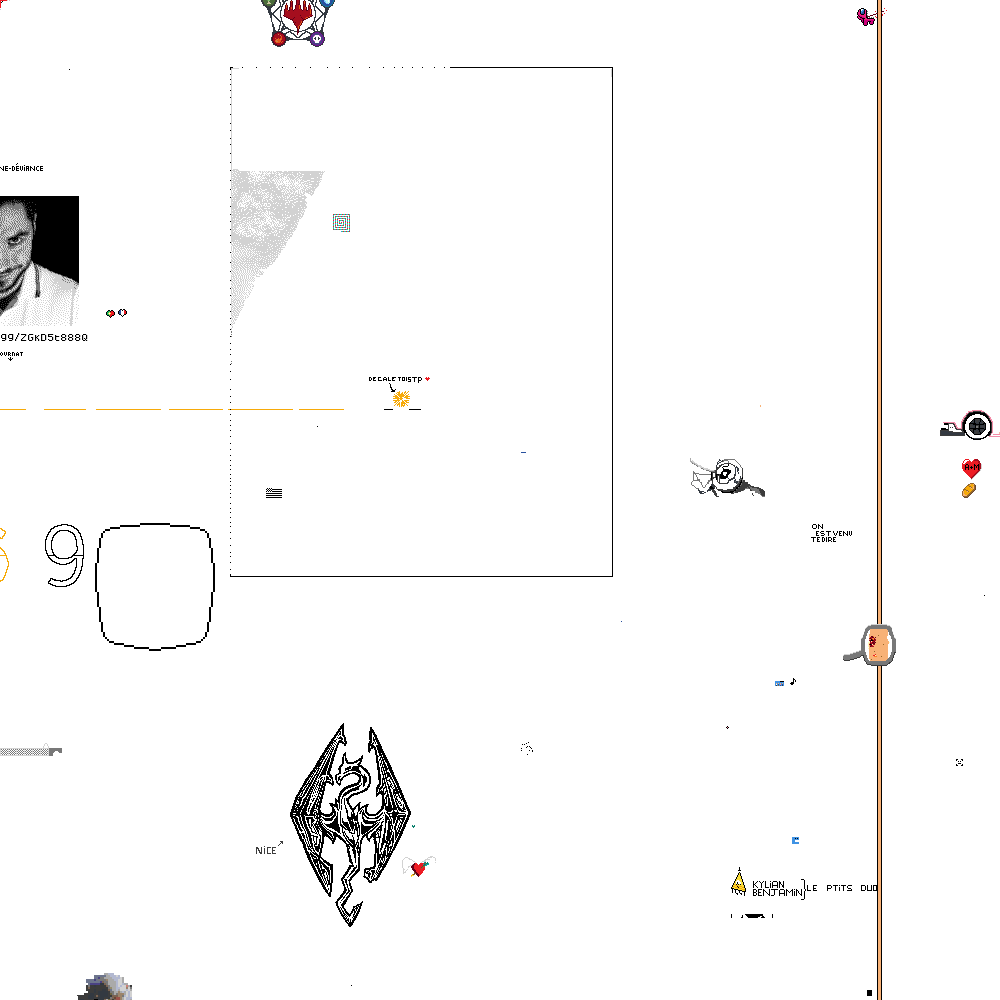 NE-DÉViANCE
gg/ZGKD5t888Q
OURNAT
DECALE TOI STP
9
A+M
ON
EST VENU
TE DIRE
NiCE
KYLiAN
BENJAMiN
LE PTiTS DUO